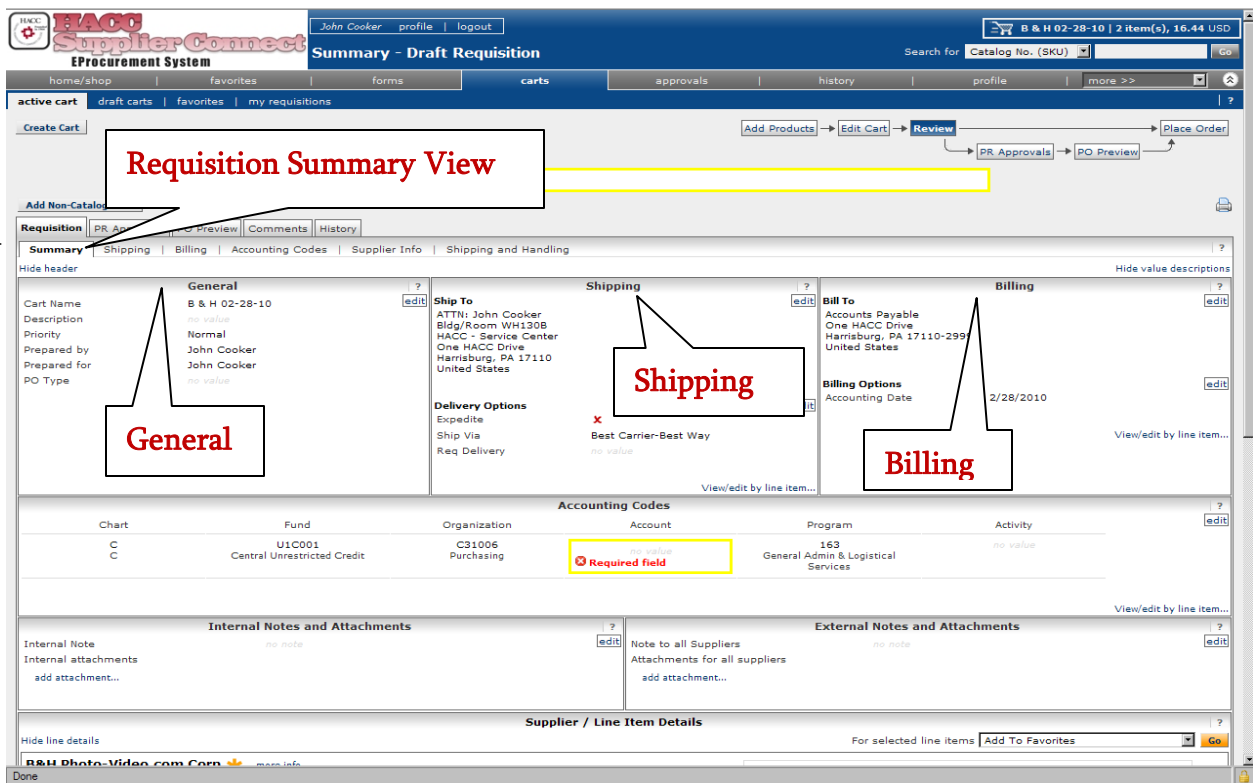 HACC
HACC
SupplierConnect
EProcurement System
John Cooker profile | logout
B & H 02-28-10 | 2 item(s), 16.44 USD
Summary - Draft Requisition
Search for Catalog No. (SKU) Go
home/shop | favorites | forms carts approvals | history | profile | more >>
active cart draft carts | favorites | my requisitions | ?
Create Cart
Add Products Edit Cart Review Place Order
PR Approvals PO Preview
Requisition Summary View
Add Non-Catalog
Requisition PR Preview Comments History
Summary Shipping | Billing | Accounting Codes | Supplier Info | Shipping and Handling ?
Hide header Hide value descriptions
General ?
edit
Cart Name B & H 02-28-10
Description no value
Priority Normal
Prepared by John Cooker
Prepared for John Cooker
PO Type no value
General
Shipping ?
Ship To edit
ATTN: John Cooker
Bldg/Room WH130B
HACC - Service Center
One HACC Drive
Harrisburg, PA 17110
United States
Shipping
Delivery Options
Expedite x
Ship Via Best Carrier-Best Way
Req Delivery no value
View/edit by line item...
Billing ?
Bill To edit
Accounts Payable
One HACC Drive
Harrisburg, PA 17110-2999
United States
Billing Options edit
Accounting Date 2/28/2010
View/edit by line item...
Billing
Accounting Codes ?
edit
Chart Fund Organization Account Program Activity
C U1C001 C31006 no value 163 no value
C Central Unrestricted Credit Purchasing Required field General Admin & Logistical
Services
View/edit by line item...
Internal Notes and Attachments ?
Internal Note no note edit
Internal attachments
add attachment...
External Notes and Attachments ?
Note to all Suppliers no note edit
Attachments for all suppliers
add attachment...
Supplier / Line Item Details ?
Hide line details For selected line items Add To Favorites Go
B&H Photo-Video.com Corp more info
Done